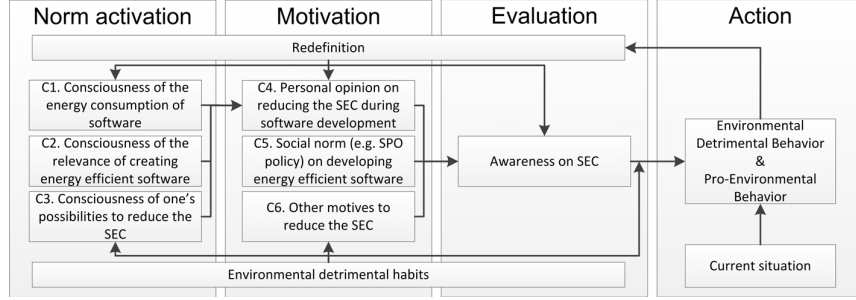 Norm activation
Motivation
Evaluation
Action
Redefinition
C1. Consciousness of the
energy consumption of
software
C2. Consciousness of the
relevance of creating
energy efficient software
C3. Consciousness of one's
possibilities to reduce the
SEC
C4. Personal opinion on
reducing the SEC during
software development
C5. Social norm (e.g. SPO
policy) on developing
energy efficient software
C6. Other motives to
reduce the SEC
Awareness on SEC
Environmental
Detrimental Behavior
&
Pro-Environmental
Behavior
Environmental detrimental habits
Current situation